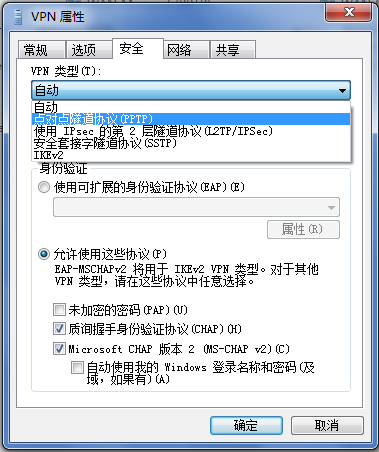 VPN 属性
常规
选项
安全
网络
共享
VPN 类型(T):
自动
自动
点对点隧道协议(PPTP)
使用 IPsec 的第 2 层隧道协议(L2TP/IPSec)
安全套接字隧道协议(SSTP)
IKEv2
身份验证
使用可扩展的身份验证协议(EAP)(E)
属性(R)
允许使用这些协议(P)
EAP-MSCHAPv2 将用于 IKEv2 VPN 类型。对于其他
VPN 类型，请在这些协议中任意选择。
未加密的密码(PAP)(U)
质询握手身份验证协议(CHAP)(H)
Microsoft CHAP 版本 2 (MS-CHAP v2)(C)
自动使用我的 Windows 登录名称和密码(及
域，如果有)(A)
确定
取消